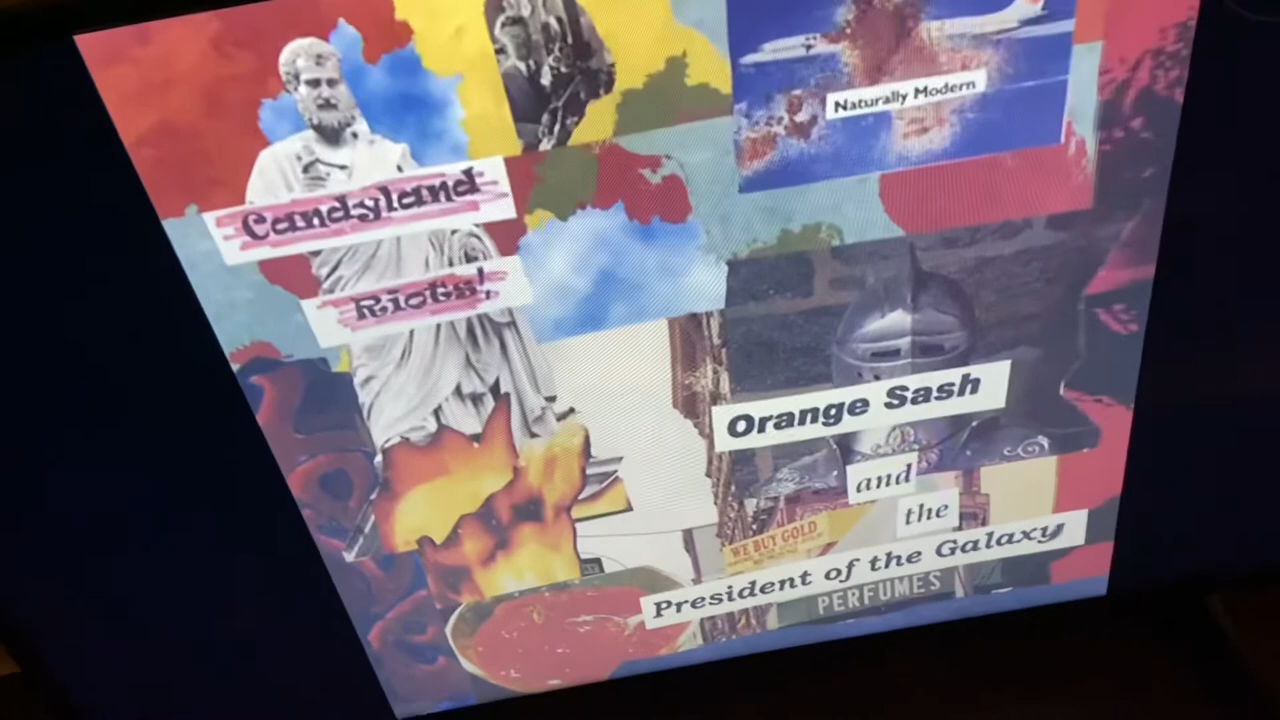 Naturally Modern
Candyland
Riots!
Orange Sash
and
the
WE BUY GOLD
President of the Galaxy
PERFUMES